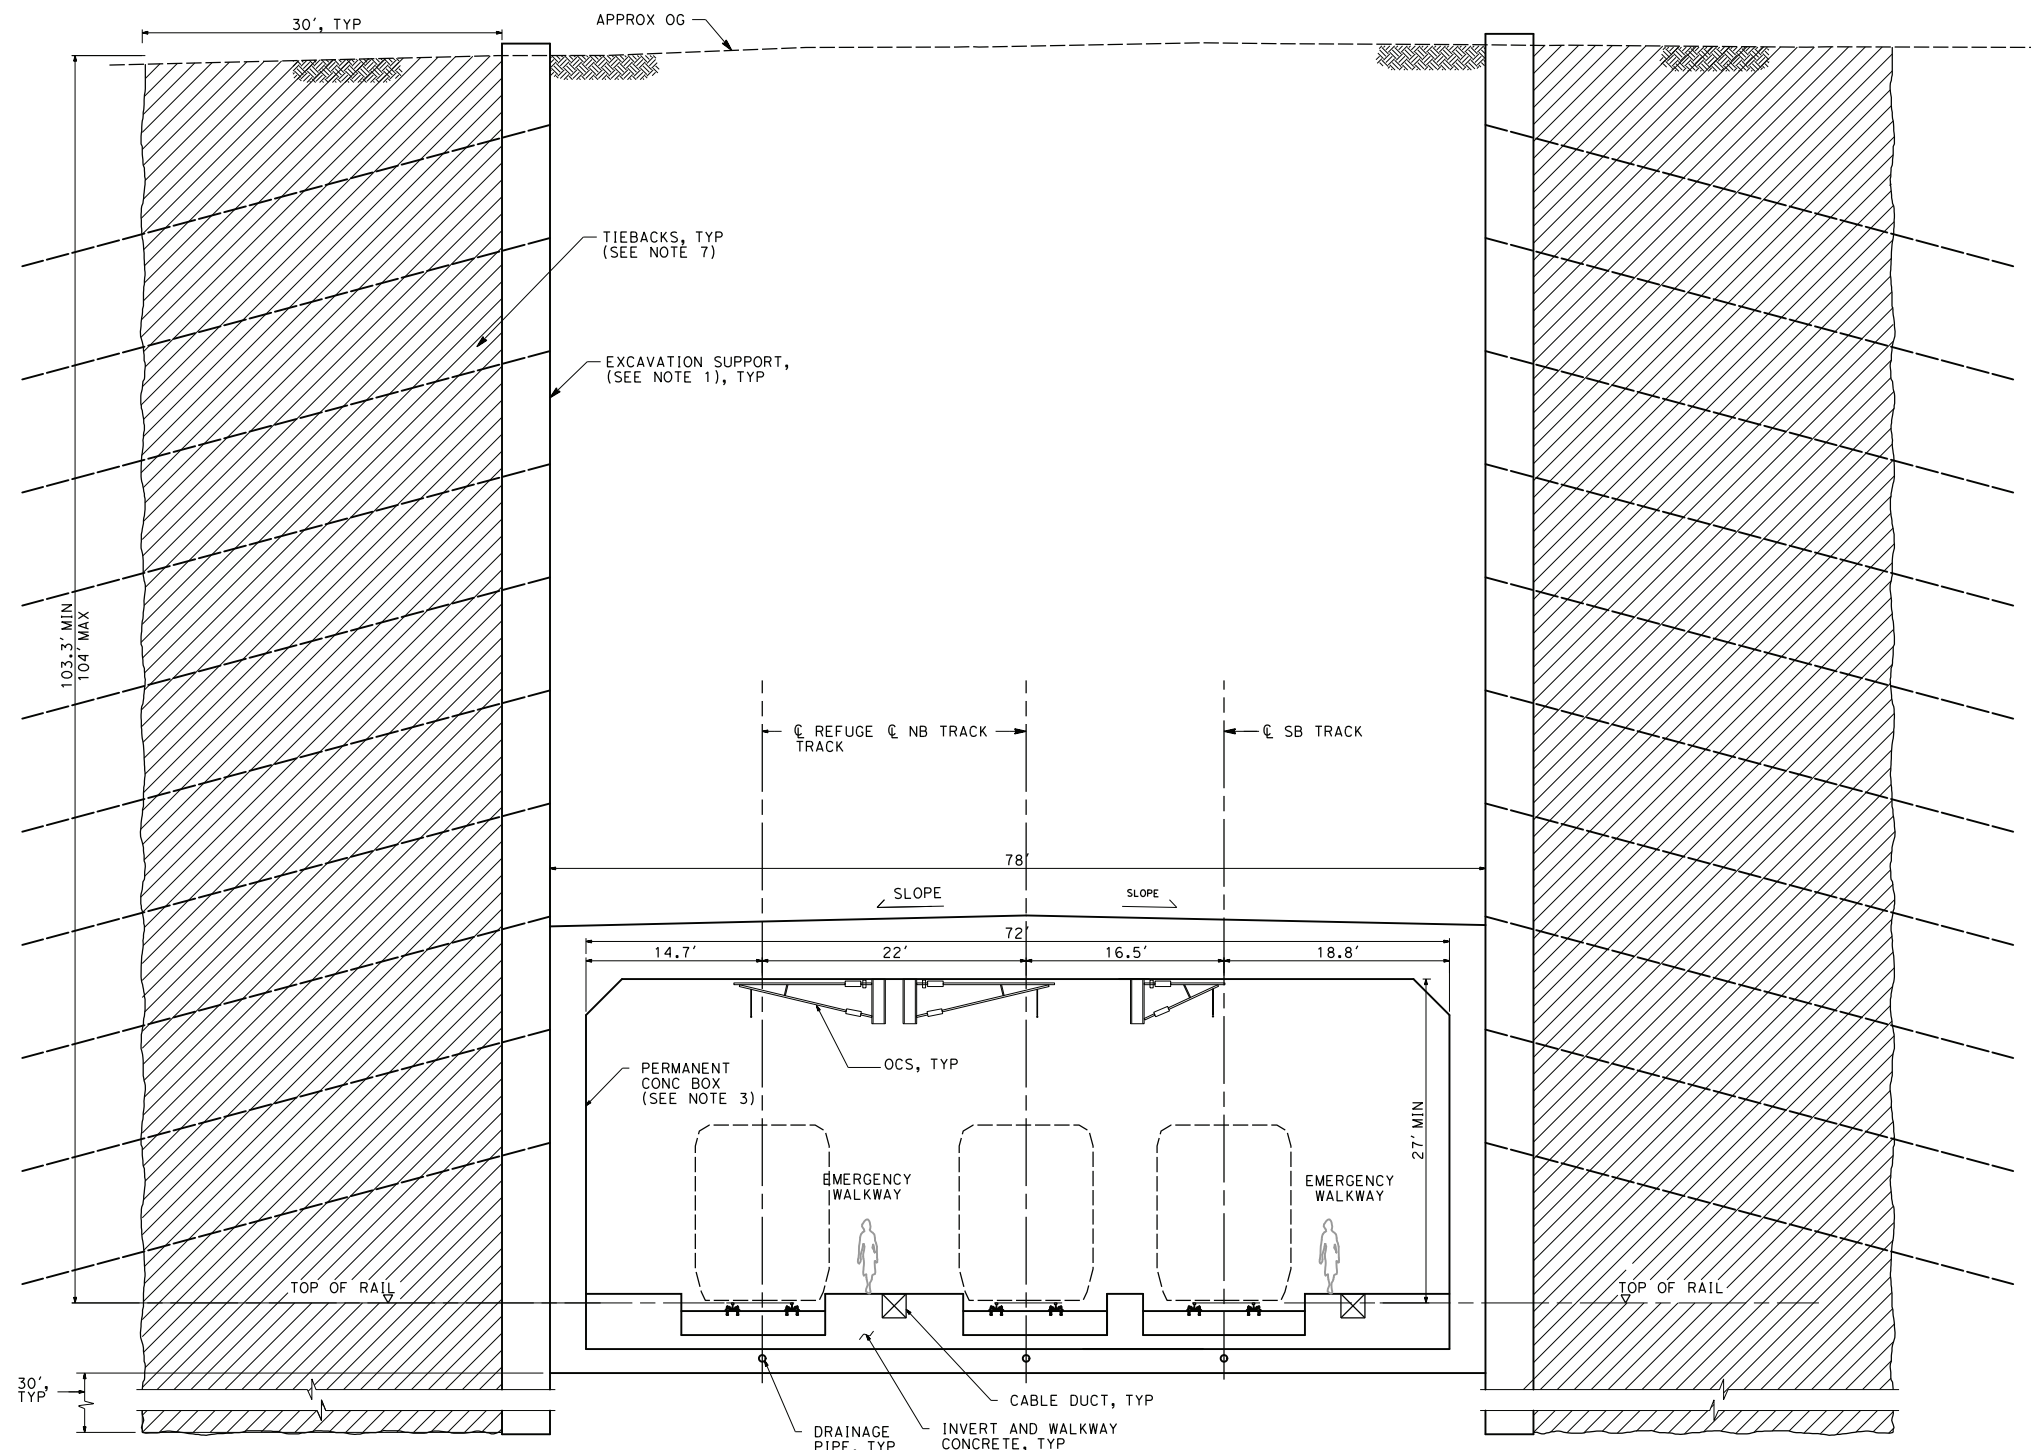 30', TYP
APPROX OG
TIEBACKS, TYP
(SEE NOTE 7)
EXCAVATION SUPPORT,
(SEE NOTE 1), TYP
103.3' MIN
104' MAX
℄ REFUGE
TRACK
℄ NB TRACK
℄ SB TRACK
78'
SLOPE
SLOPE
72'
14.7'
22'
16.5'
18.8'
OCS, TYP
PERMANENT
CONC BOX
(SEE NOTE 3)
27' MIN
EMERGENCY
WALKWAY
EMERGENCY
WALKWAY
TOP OF RAIL
TOP OF RAIL
30',
TYP
CABLE DUCT, TYP
DRAINAGE
PIPE, TYP
INVERT AND WALKWAY
CONCRETE, TYP